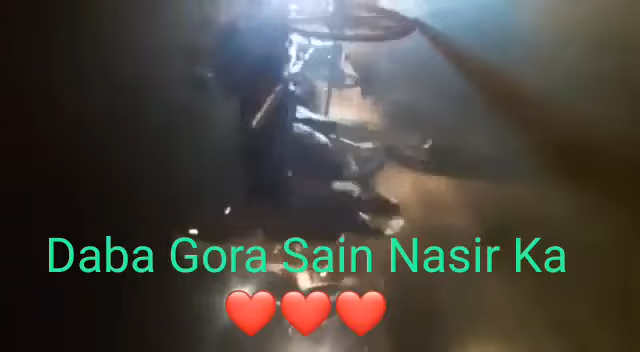 Daba Gora Sain Nasir Ka
❤️❤️❤️